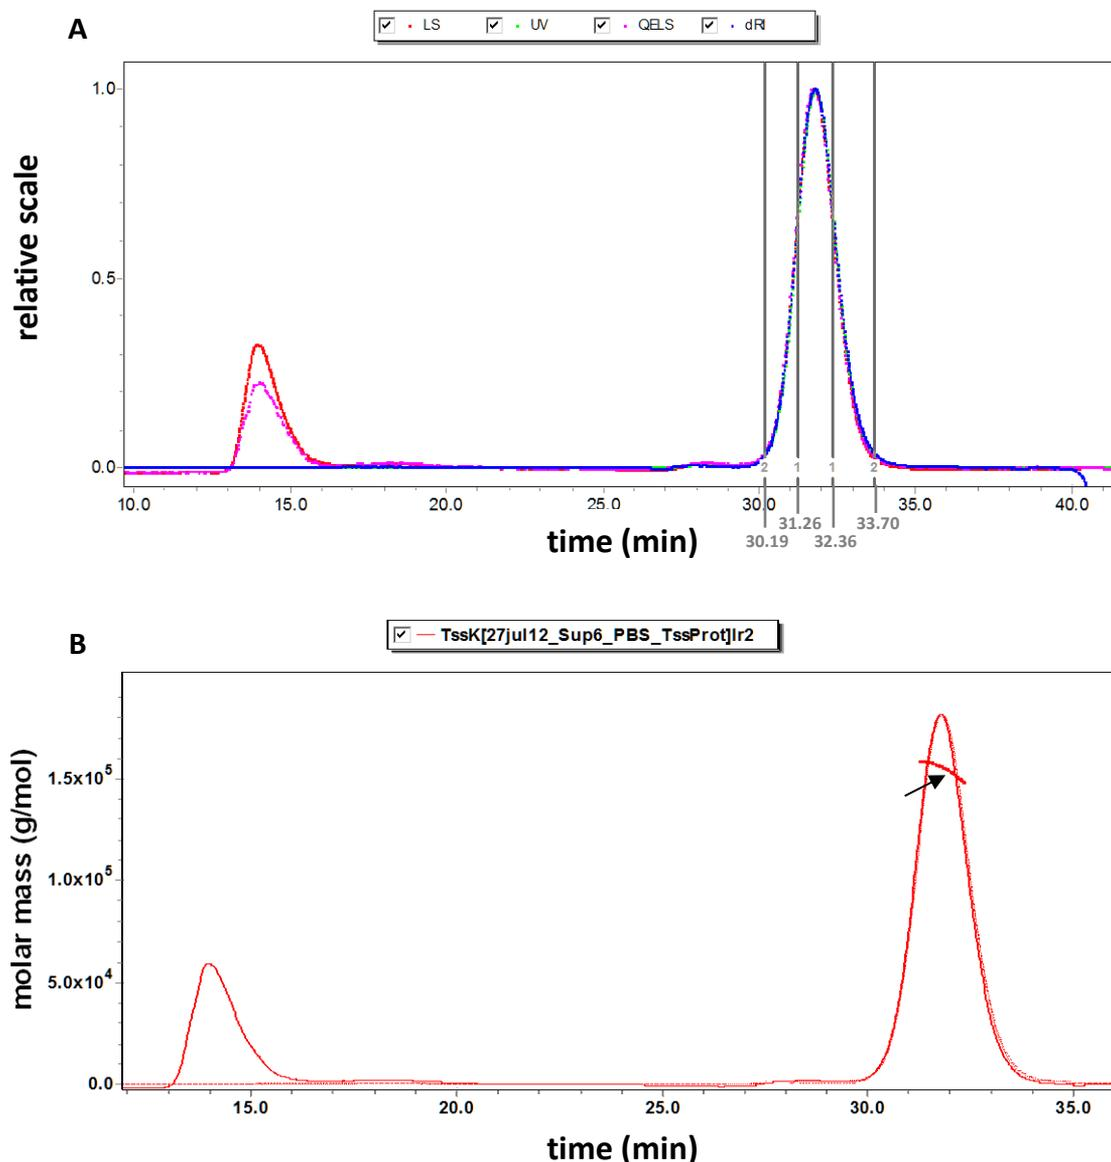 A
LS UV QELS dRI
relative scale
1.0
0.5
0.0
2 1 1 2
10.0 15.0 20.0 25.0 30.0 35.0 40.0
31.26 33.70
30.19 32.36
time (min)
B
TssK[27jul12_Sup6_PBS_TssProt]lr2
molar mass (g/mol)
1.5x10⁵
1.0x10⁵
5.0x10⁴
0.0
15.0 20.0 25.0 30.0 35.0
time (min)